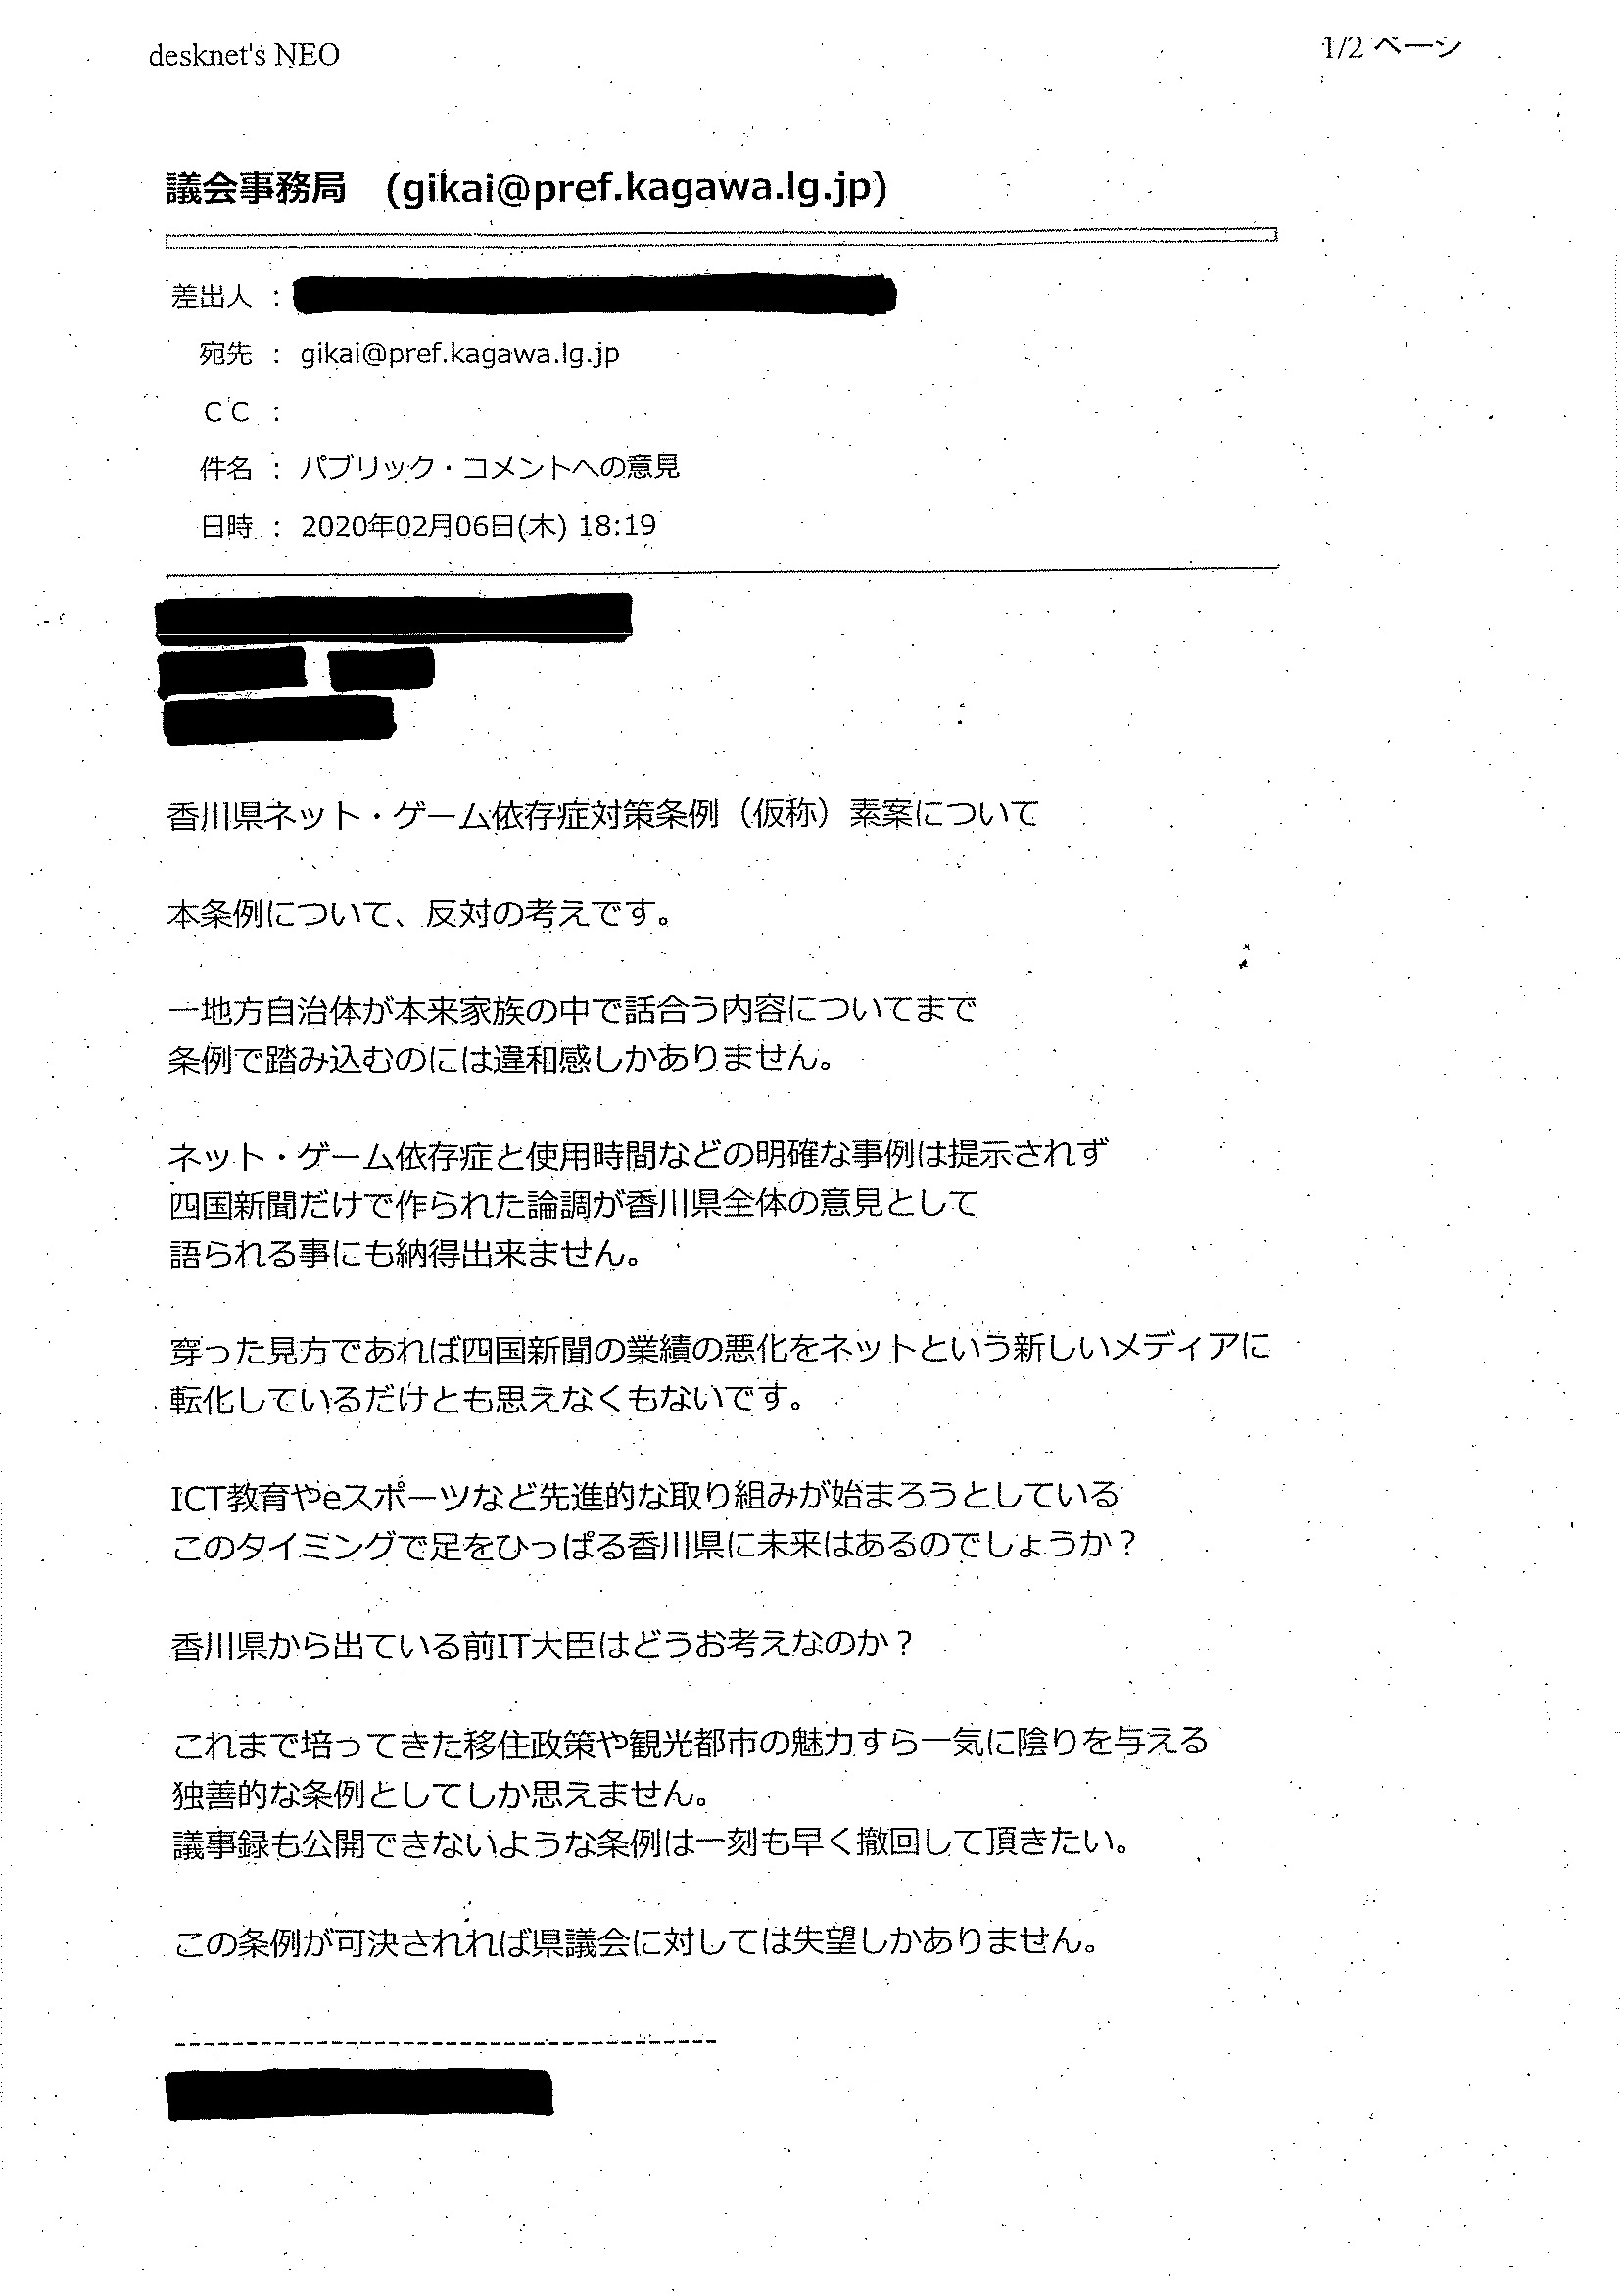 desknet's NEO
1/2 ページ
議会事務局　(gikai@pref.kagawa.lg.jp)
差出人 :
宛先 : gikai@pref.kagawa.lg.jp
CC :
件名 : パブリック・コメントへの意見
日時 : 2020年02月06日(木) 18:19
香川県ネット・ゲーム依存症対策条例（仮称）素案について
本条例について、反対の考えです。
一地方自治体が本来家族の中で話合う内容についてまで
条例で踏み込むのには違和感しかありません。
ネット・ゲーム依存症と使用時間などの明確な事例は提示されず
四国新聞だけで作られた論調が香川県全体の意見として
語られる事にも納得出来ません。
穿った見方であれば四国新聞の業績の悪化をネットという新しいメディアに
転化しているだけとも思えなくもないです。
ICT教育やeスポーツなど先進的な取り組みが始まろうとしている
このタイミングで足をひっぱる香川県に未来はあるのでしょうか？
香川県から出ている前IT大臣はどうお考えなのか？
これまで培ってきた移住政策や観光都市の魅力すら一気に陰りを与える
独善的な条例としてしか思えません。
議事録も公開できないような条例は一刻も早く撤回して頂きたい。
この条例が可決されれば県議会に対しては失望しかありません。
--------------------------------------